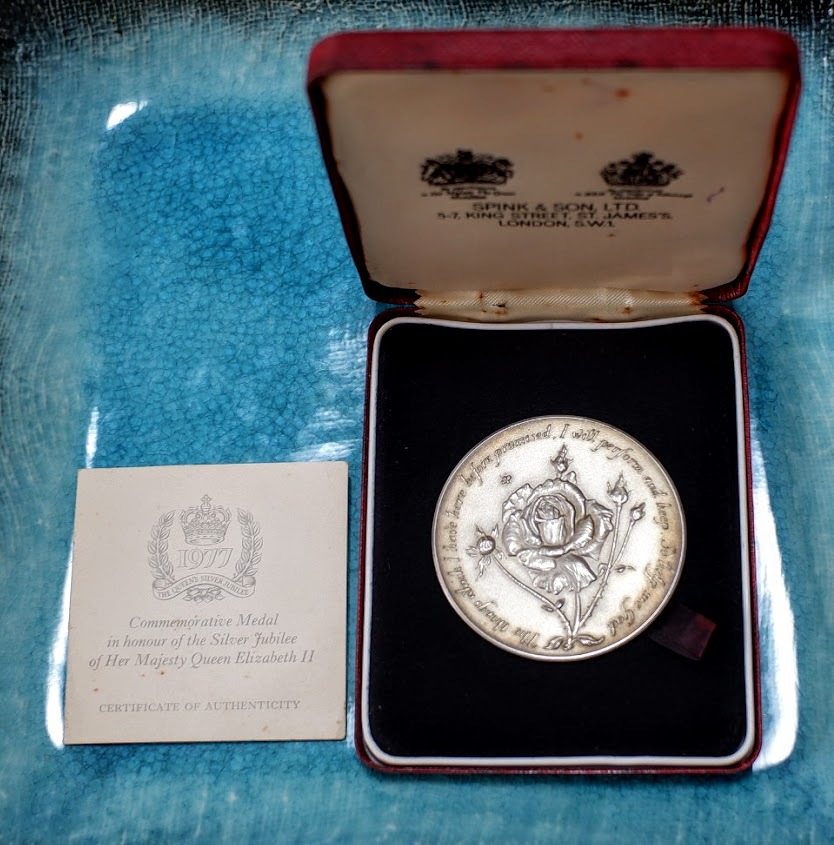 SPINK & SON, LTD.
5-7, KING STREET, ST. JAMES'S.
LONDON, S.W.1.
The things which I have here before promised, I will perform and keep. So help me God
1977
THE QUEEN'S SILVER JUBILEE
Commemorative Medal
in honour of the Silver Jubilee
of Her Majesty Queen Elizabeth II
CERTIFICATE OF AUTHENTICITY